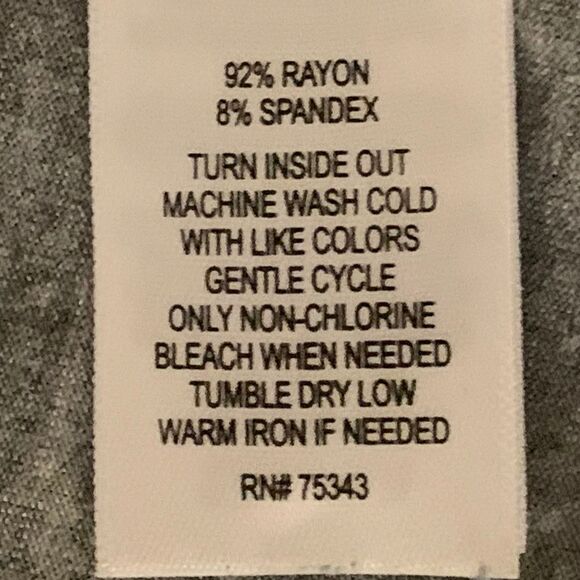 92% RAYON
8% SPANDEX
TURN INSIDE OUT
MACHINE WASH COLD
WITH LIKE COLORS
GENTLE CYCLE
ONLY NON-CHLORINE
BLEACH WHEN NEEDED
TUMBLE DRY LOW
WARM IRON IF NEEDED
RN# 75343